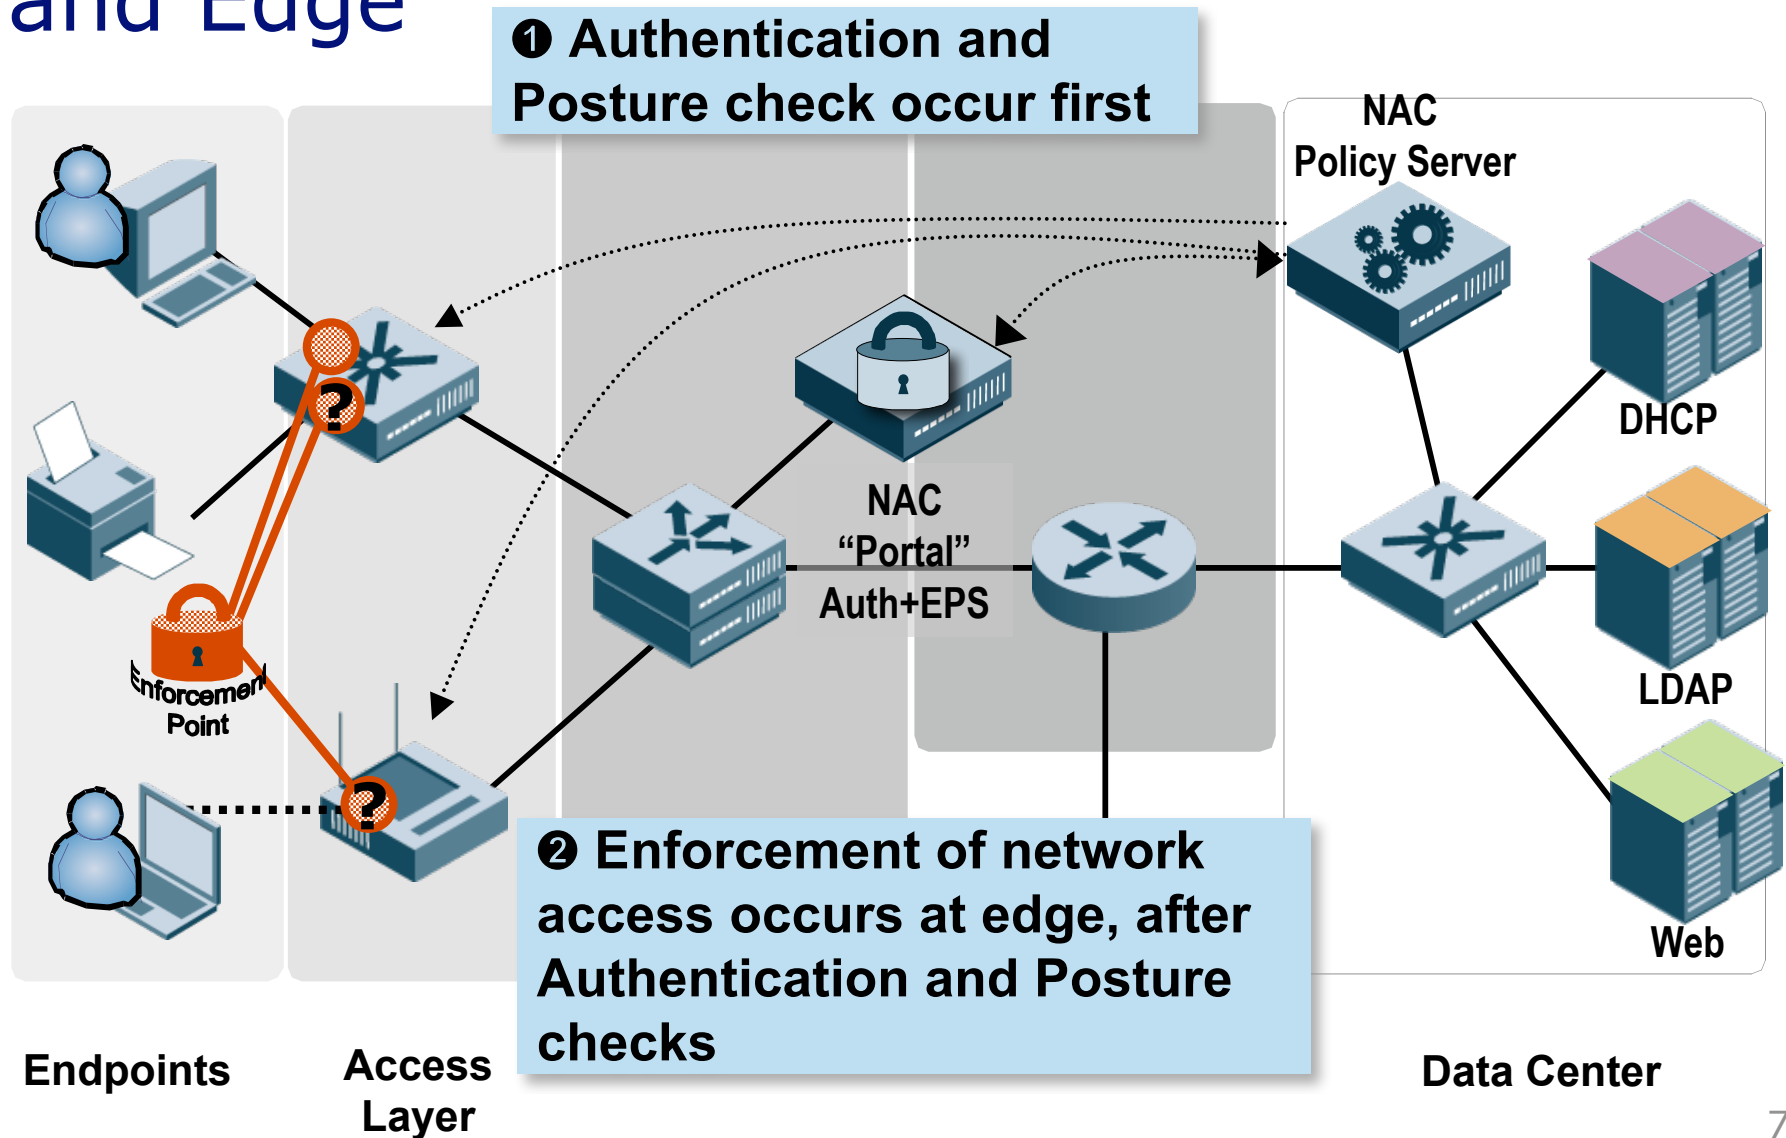 and Edge
❶ Authentication and
Posture check occur first
NAC
Policy Server
?
DHCP
NAC
“Portal”
Auth+EPS
Enforcement
Point
LDAP
?
❷ Enforcement of network
access occurs at edge, after
Authentication and Posture
checks
Web
Endpoints
Access
Layer
Data Center
7